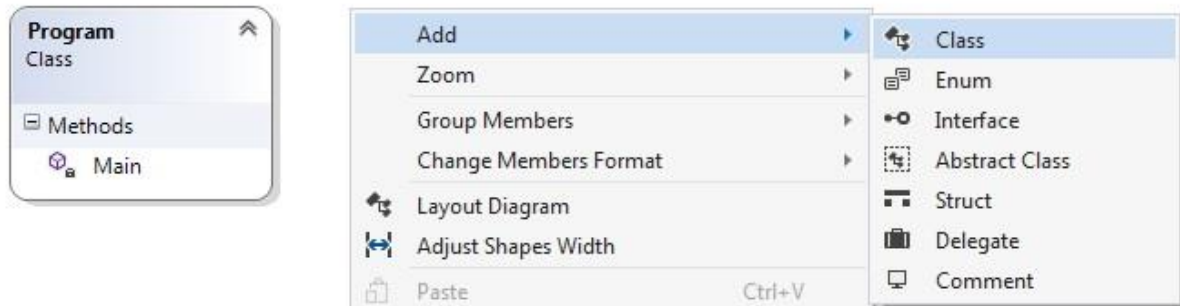 Program
Class
Methods
Main
Add
Zoom
Group Members
Change Members Format
Layout Diagram
Adjust Shapes Width
Paste Ctrl+V
Class
Enum
Interface
Abstract Class
Struct
Delegate
Comment